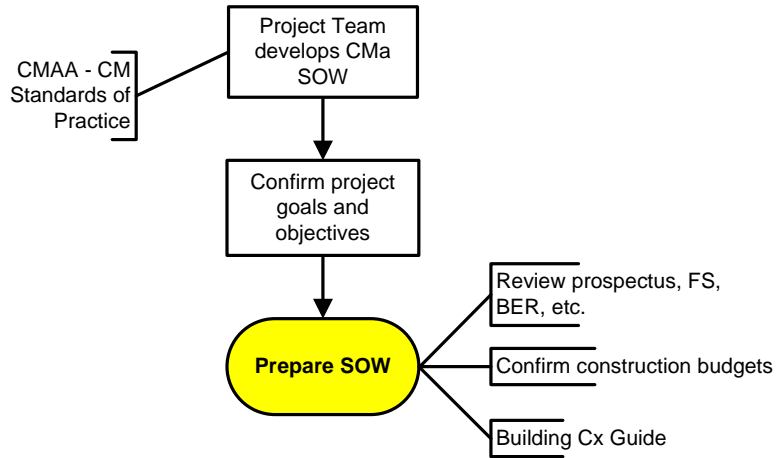 Project Team
develops CMa
SOW
CMAA - CM
Standards of
Practice
Confirm project
goals and
objectives
Prepare SOW
Review prospectus, FS,
BER, etc.
Confirm construction budgets
Building Cx Guide